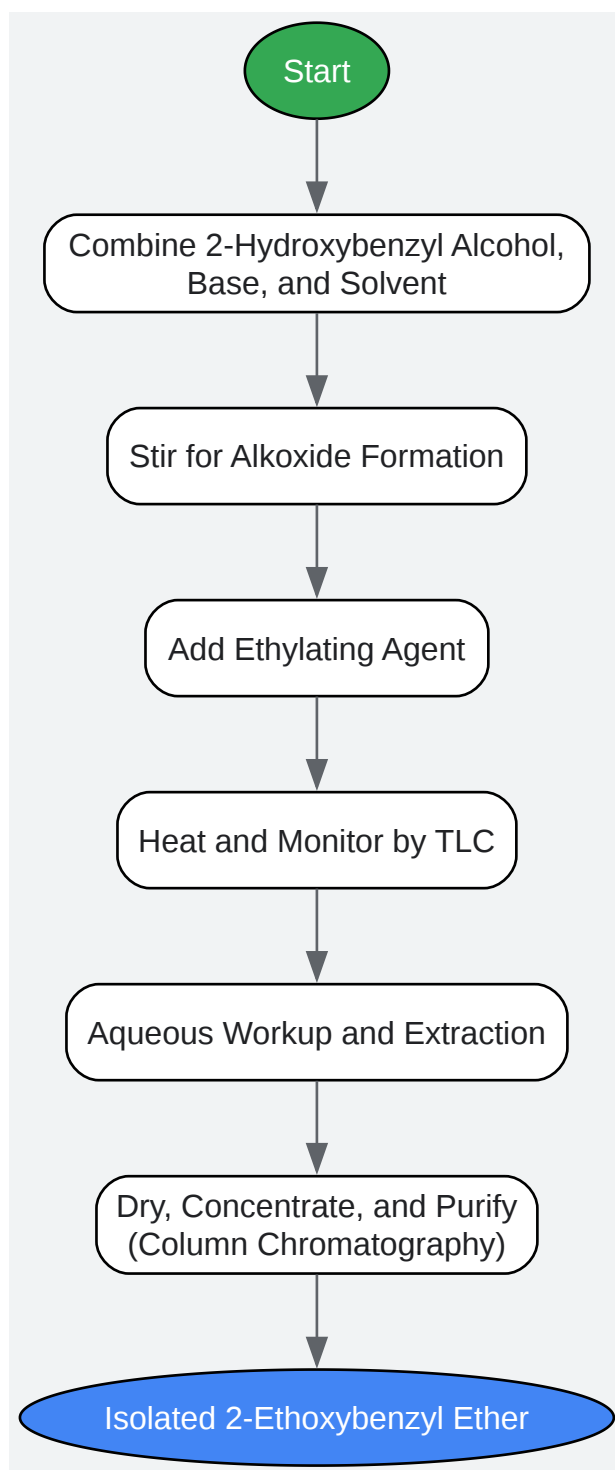 Start
Combine 2-Hydroxybenzyl Alcohol,
Base, and Solvent
Stir for Alkoxide Formation
Add Ethylating Agent
Heat and Monitor by TLC
Aqueous Workup and Extraction
Dry, Concentrate, and Purify
(Column Chromatography)
Isolated 2-Ethoxybenzyl Ether